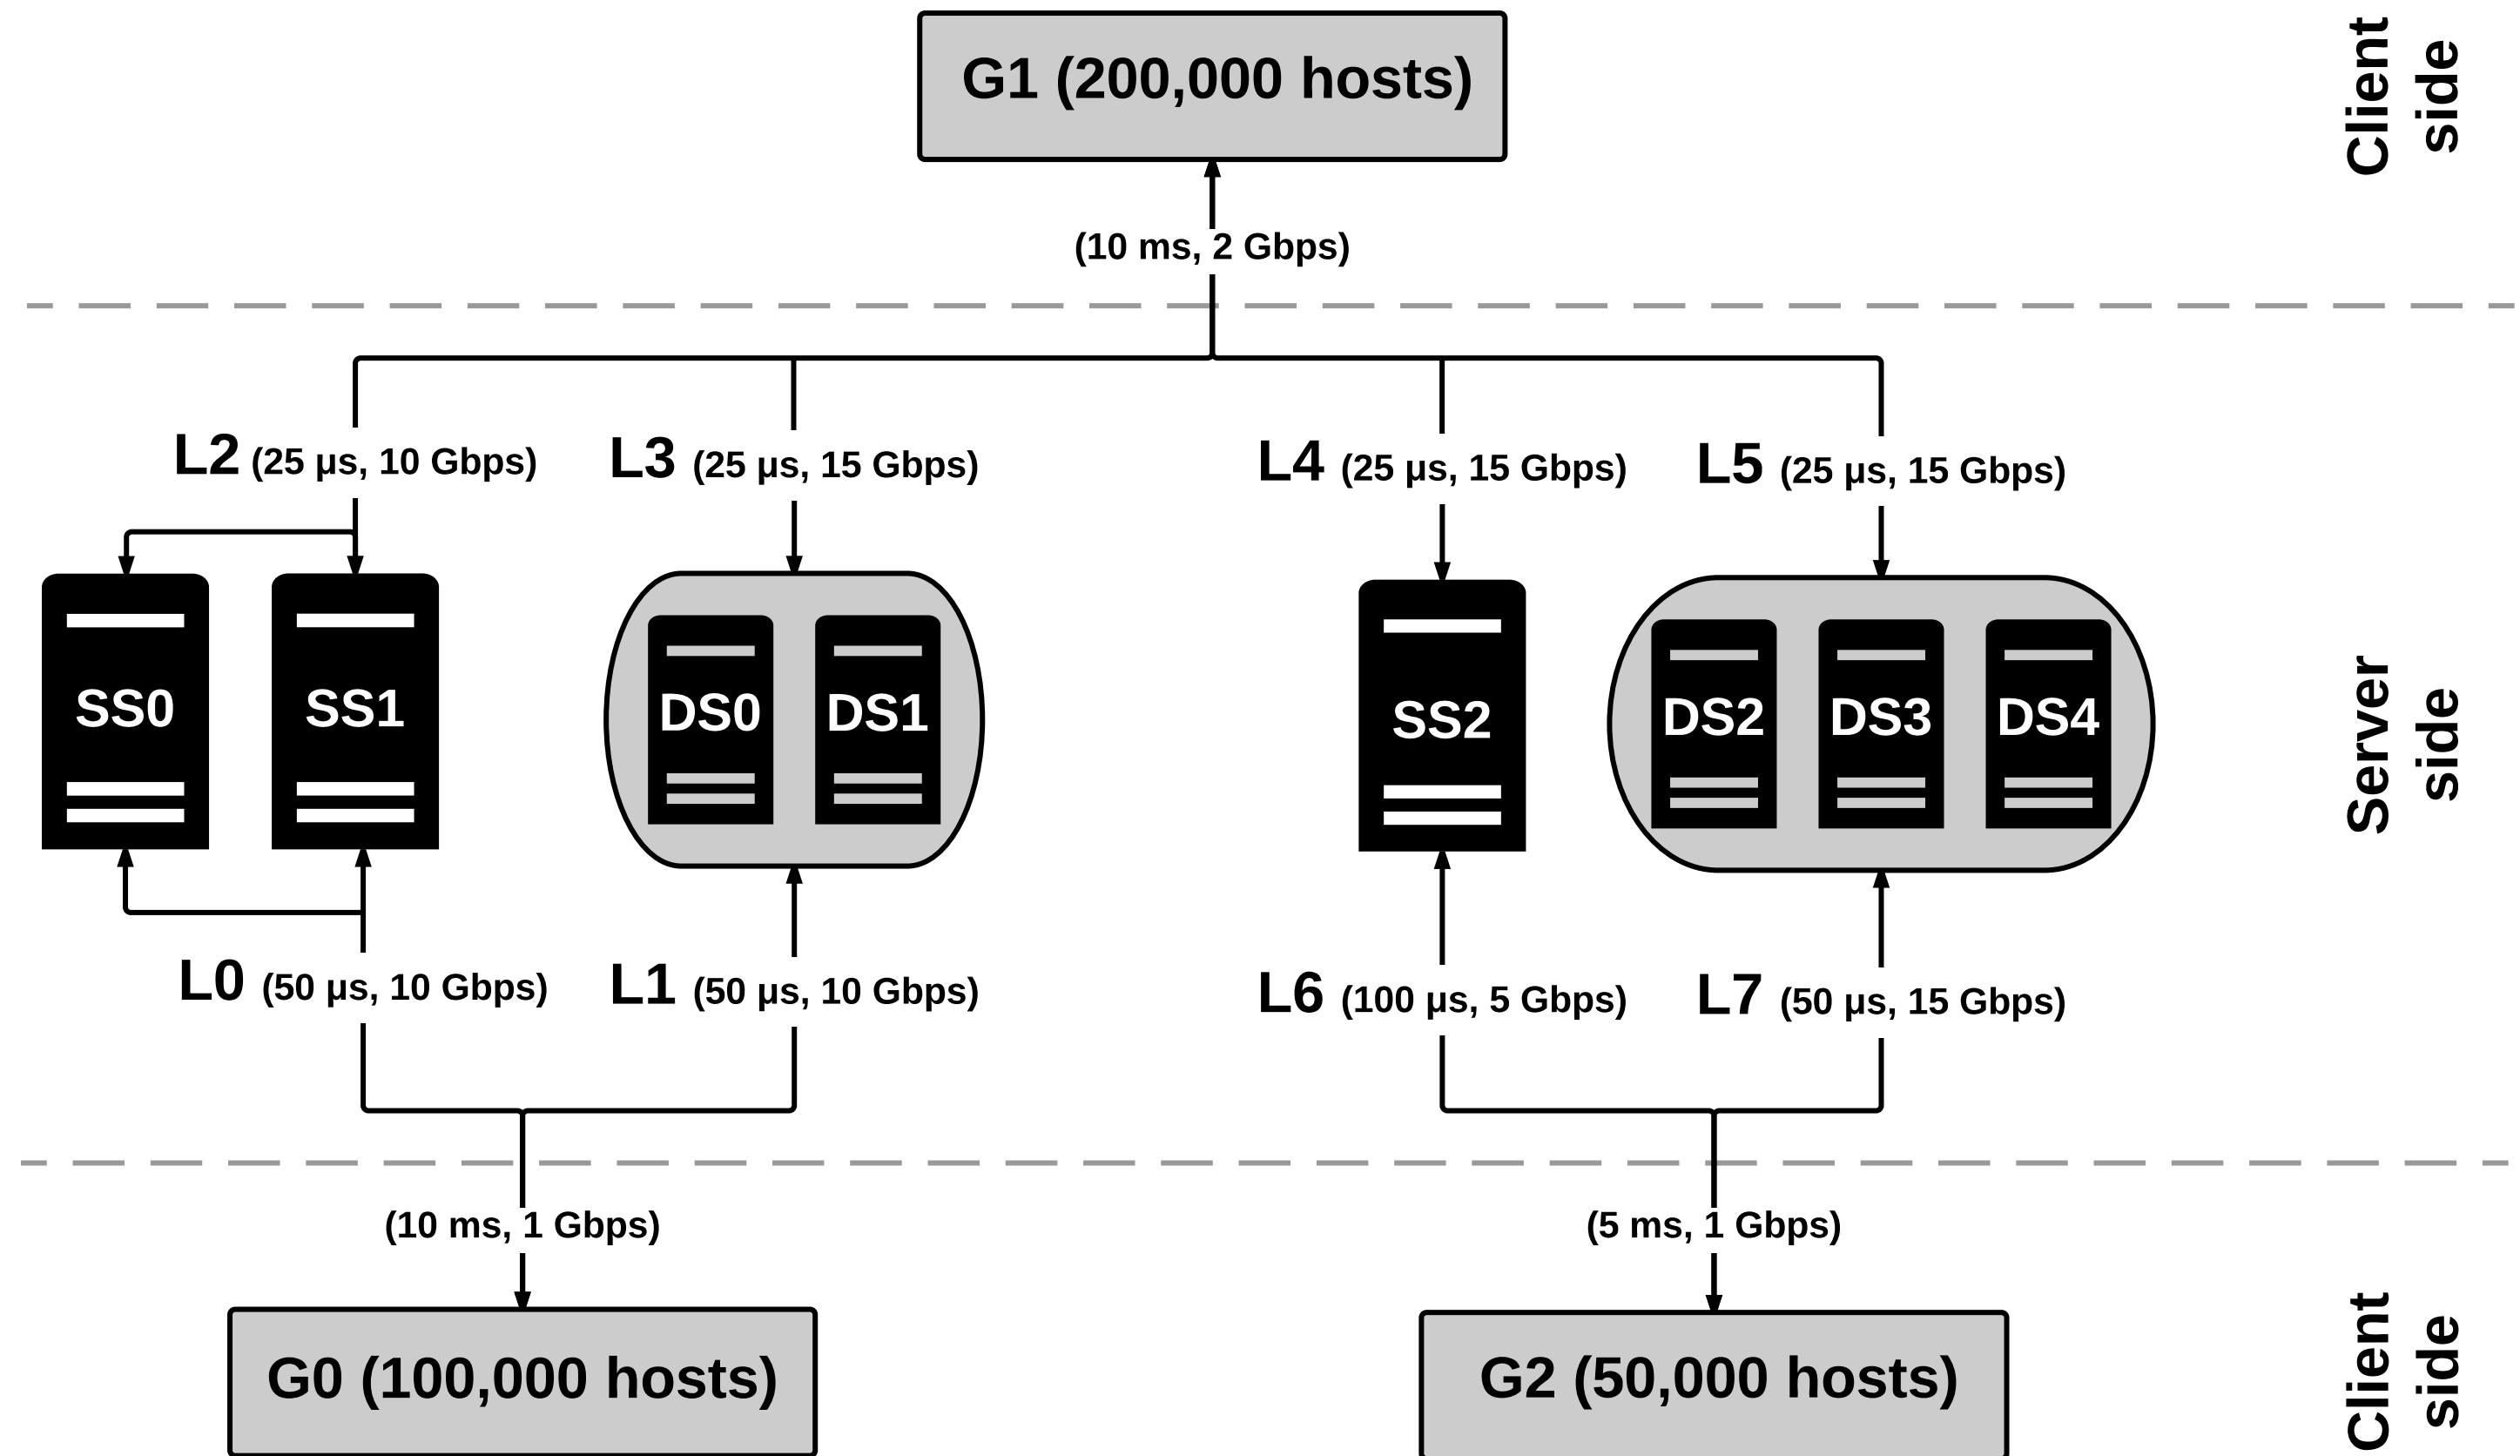 G1 (200,000 hosts)
Client
side
(10 ms, 2 Gbps)
L2 (25 µs, 10 Gbps)
L3 (25 µs, 15 Gbps)
L4 (25 µs, 15 Gbps)
L5 (25 µs, 15 Gbps)
SS0
SS1
DS0
DS1
SS2
DS2
DS3
DS4
Server
side
L0 (50 µs, 10 Gbps)
L1 (50 µs, 10 Gbps)
L6 (100 µs, 5 Gbps)
L7 (50 µs, 15 Gbps)
(10 ms, 1 Gbps)
(5 ms, 1 Gbps)
G0 (100,000 hosts)
G2 (50,000 hosts)
Client
side